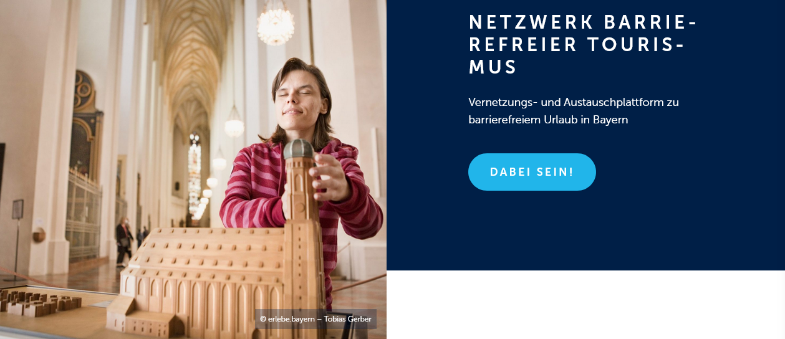 NETZWERK BARRIE-
REFREIER TOURIS-
MUS
Vernetzungs- und Austauschplattform zu
barrierefreiem Urlaub in Bayern
DABEI SEIN!
© erlebe.bayern – Tobias Gerber